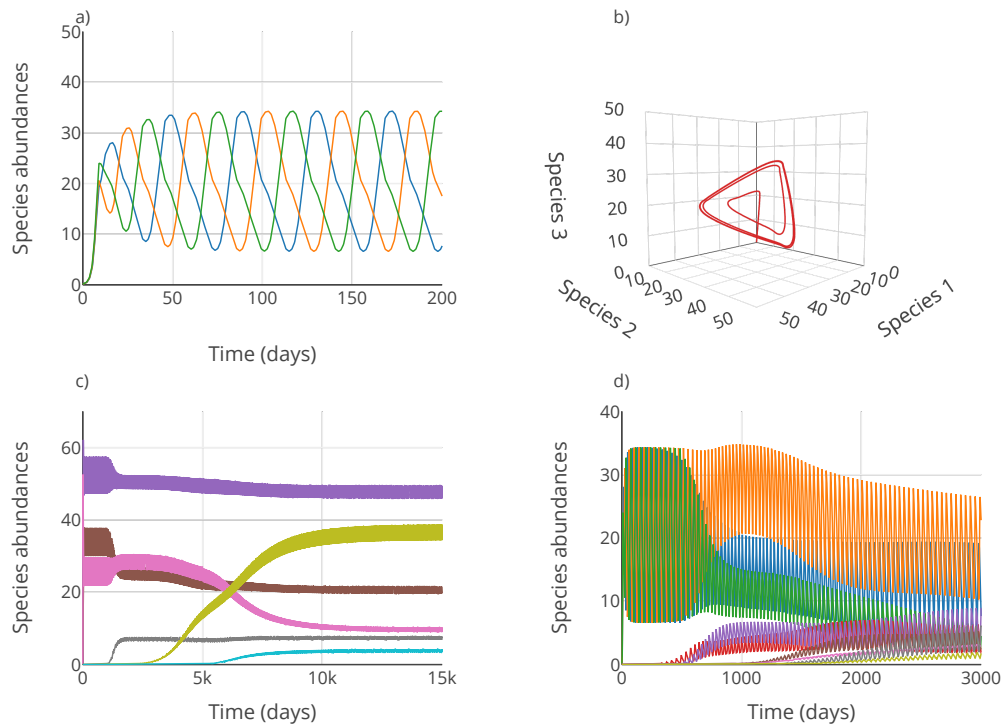 a)
Species abundances
50
40
30
20
10
0
0 50 100 150 200
Time (days)
b)
Species 3
50
40
30
20
10
0
Species 2
10 20 30 40 50
Species 1
50 40 30 20 10 0
c)
Species abundances
60
40
20
0
0 5k 10k 15k
Time (days)
d)
Species abundances
40
30
20
10
0
0 1000 2000 3000
Time (days)